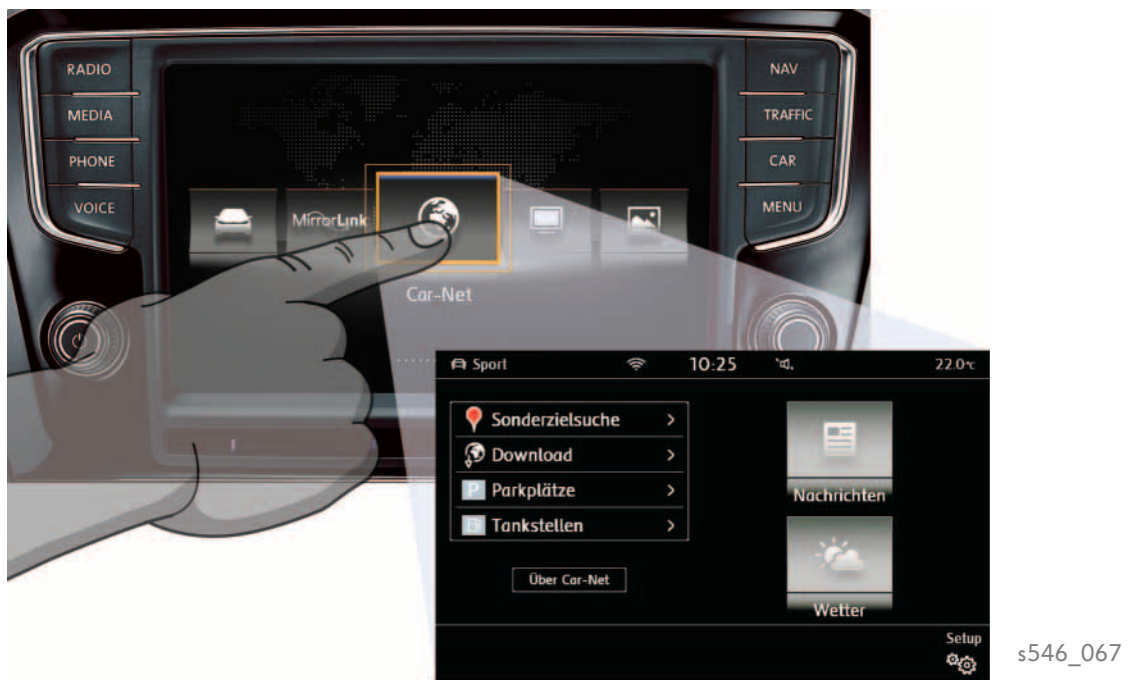 RADIO
MEDIA
PHONE
VOICE
NAV
TRAFFIC
CAR
MENU
MirrorLink
Car-Net
Sport 10:25 22.0°C
Sonderzielsuche >
Download >
Parkplätze >
Tankstellen >
Über Car-Net
Nachrichten
Wetter
Setup
s546_067